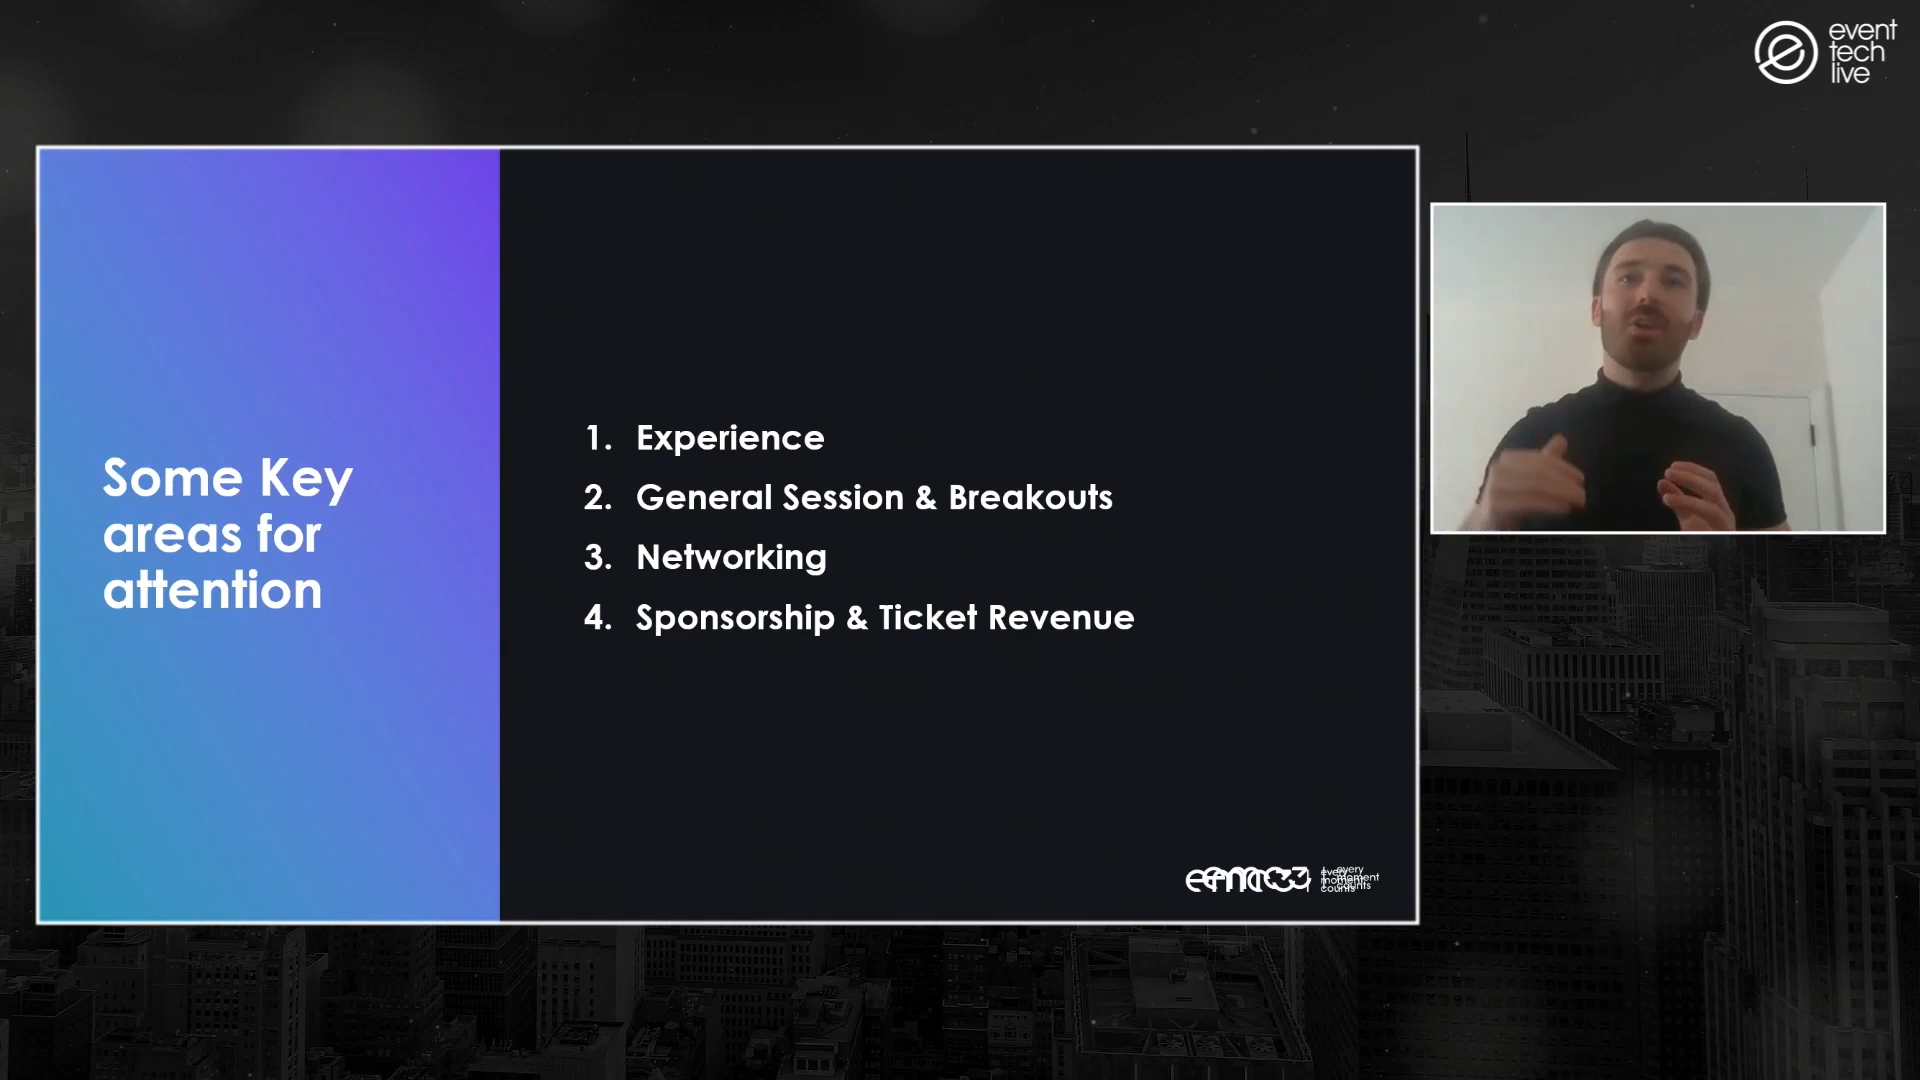 event
tech
live
Some Key
areas for
attention
1. Experience
2. General Session & Breakouts
3. Networking
4. Sponsorship & Ticket Revenue